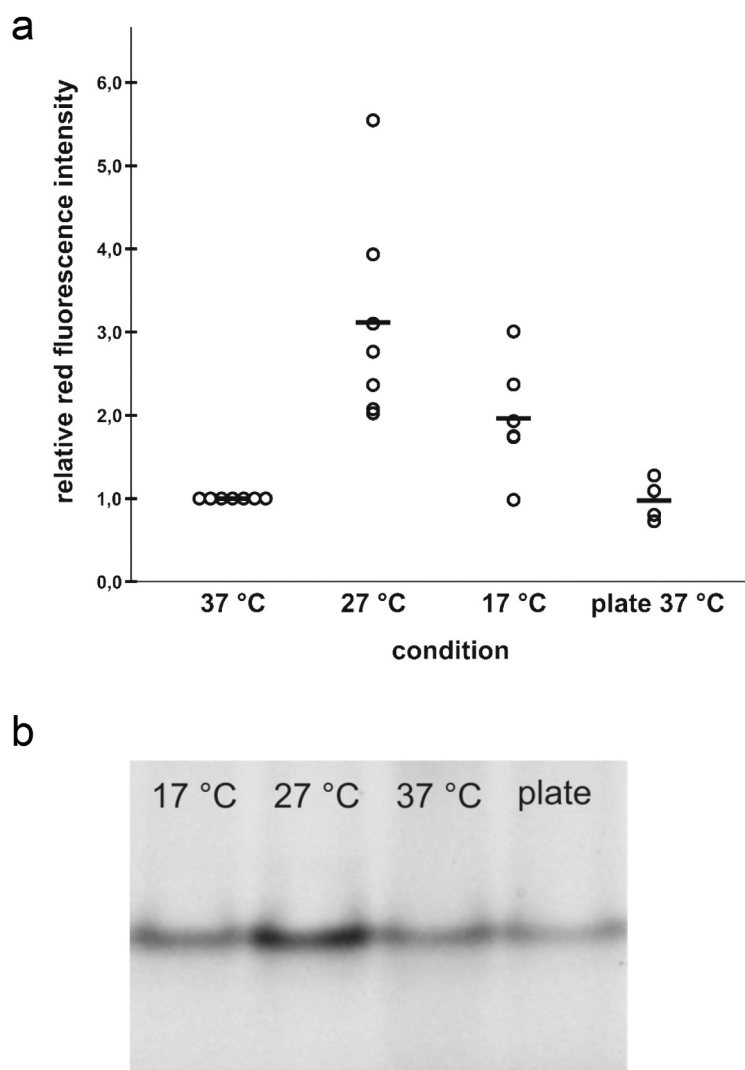 a
relative red fluorescence intensity
6,0
5,0
4,0
3,0
2,0
1,0
0,0
37 °C 27 °C 17 °C plate 37 °C
condition
b
17 °C 27 °C 37 °C plate